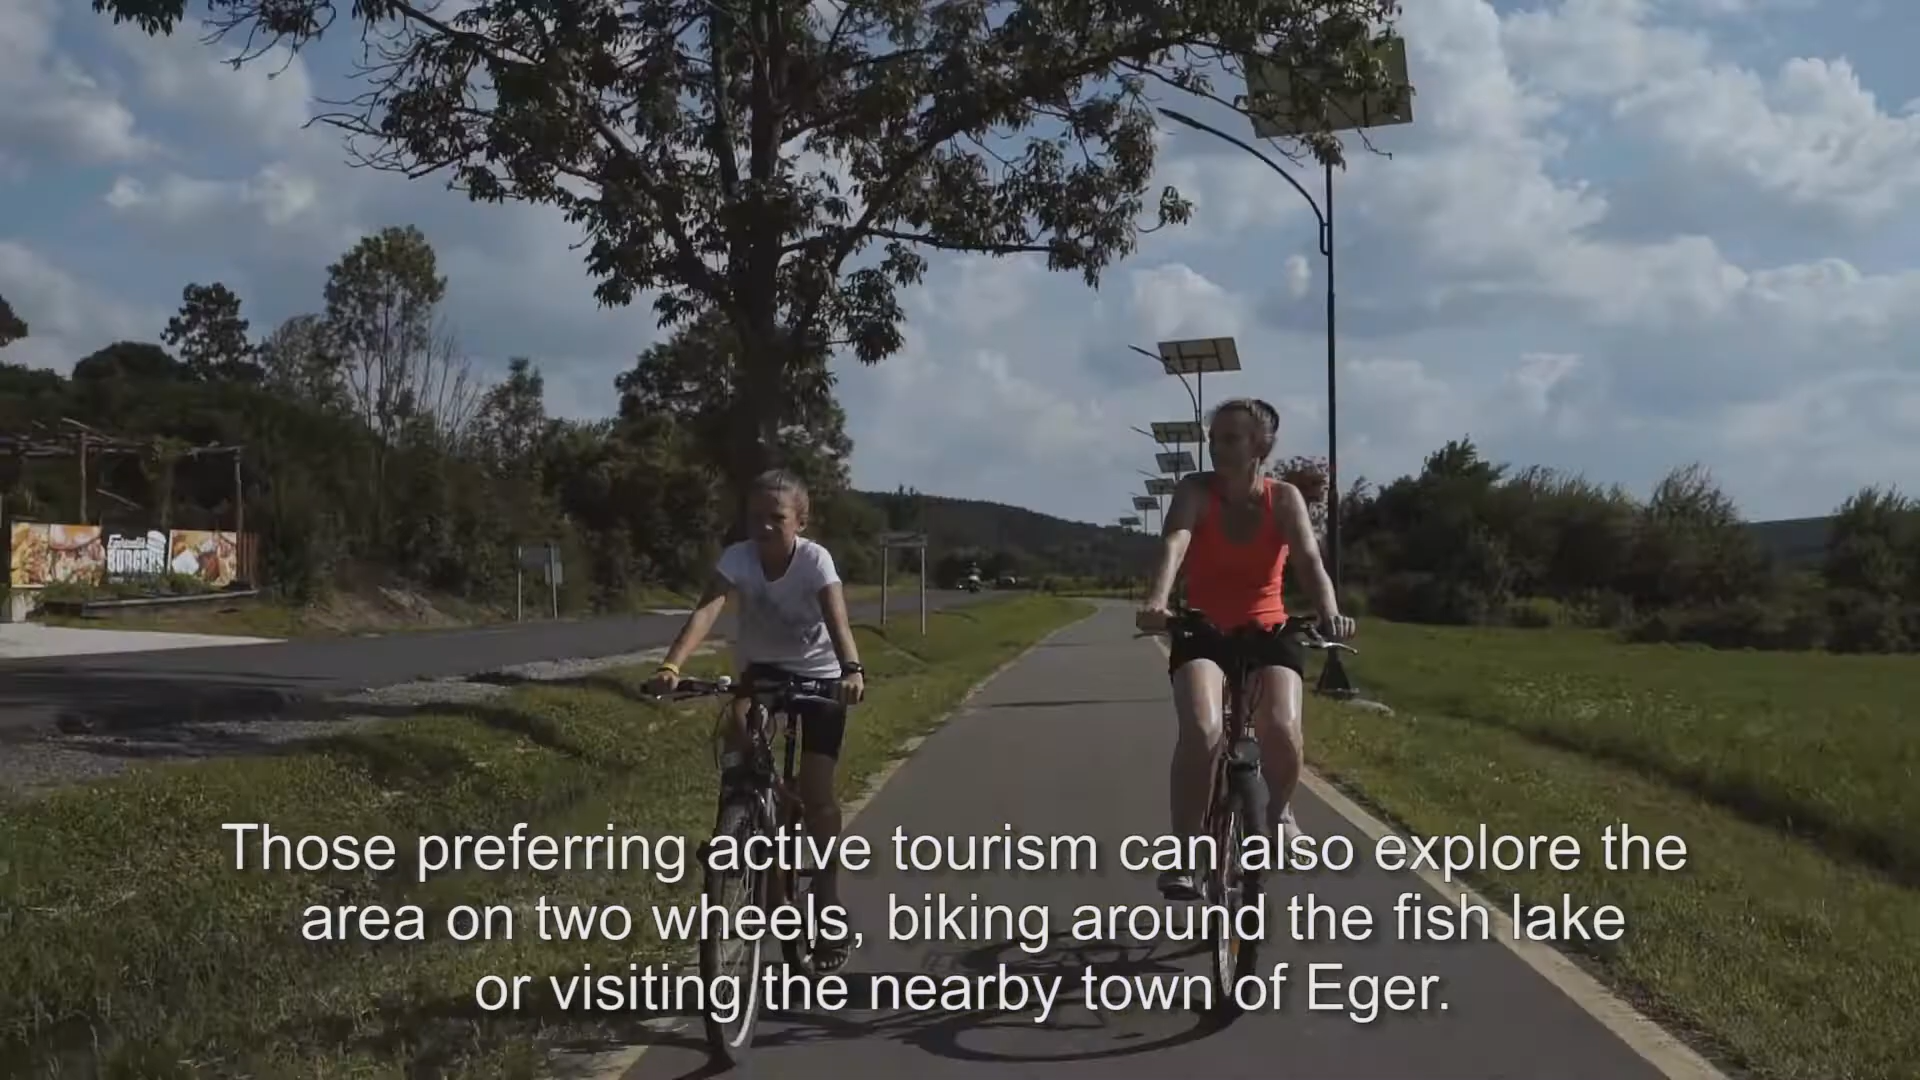 BURGERS
Those preferring active tourism can also explore the
area on two wheels, biking around the fish lake
or visiting the nearby town of Eger.